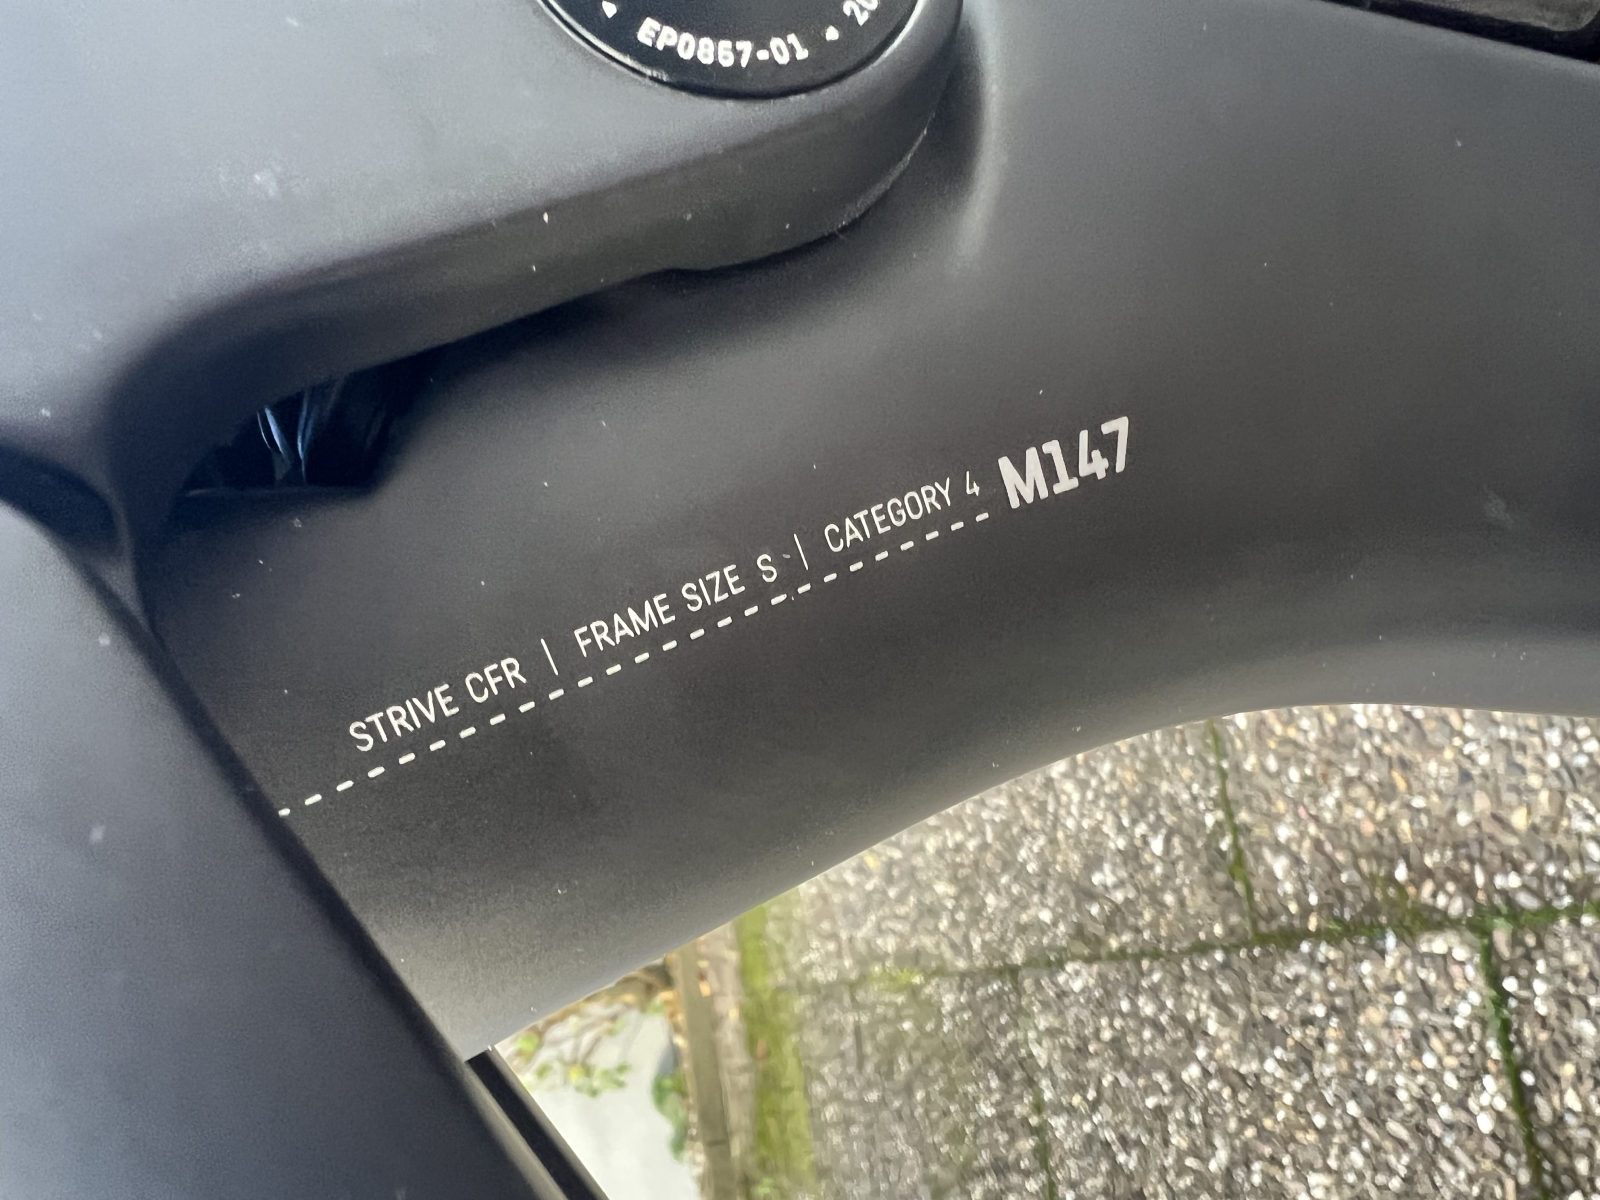 EP0867-01
STRIVE CFR | FRAME SIZE S | CATEGORY 4 M147